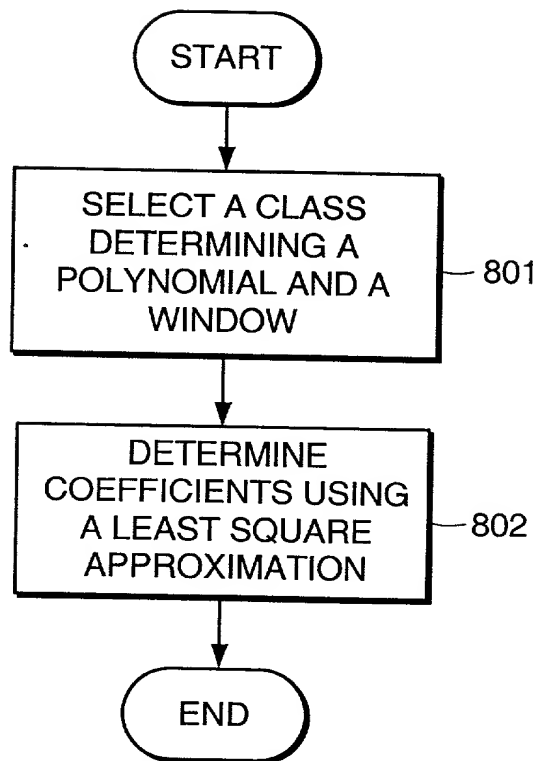 START
SELECT A CLASS
DETERMINING A
POLYNOMIAL AND A
WINDOW
801
DETERMINE
COEFFICIENTS USING
A LEAST SQUARE
APPROXIMATION
802
END